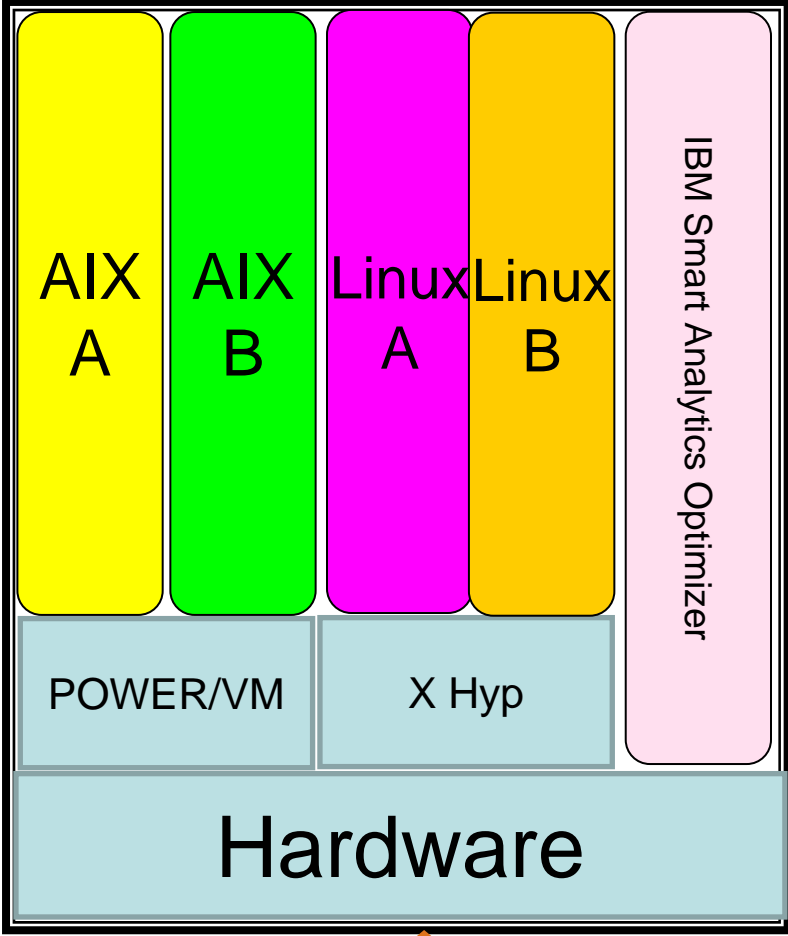 AIX
A
AIX
B
Linux
A
Linux
B
IBM Smart Analytics Optimizer
POWER/VM
X Hyp
Hardware